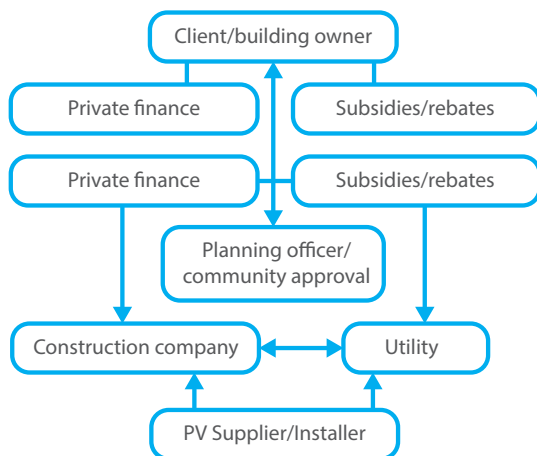 Client/building owner
Private finance
Subsidies/rebates
Private finance
Subsidies/rebates
Planning officer/
community approval
Construction company
Utility
PV Supplier/Installer